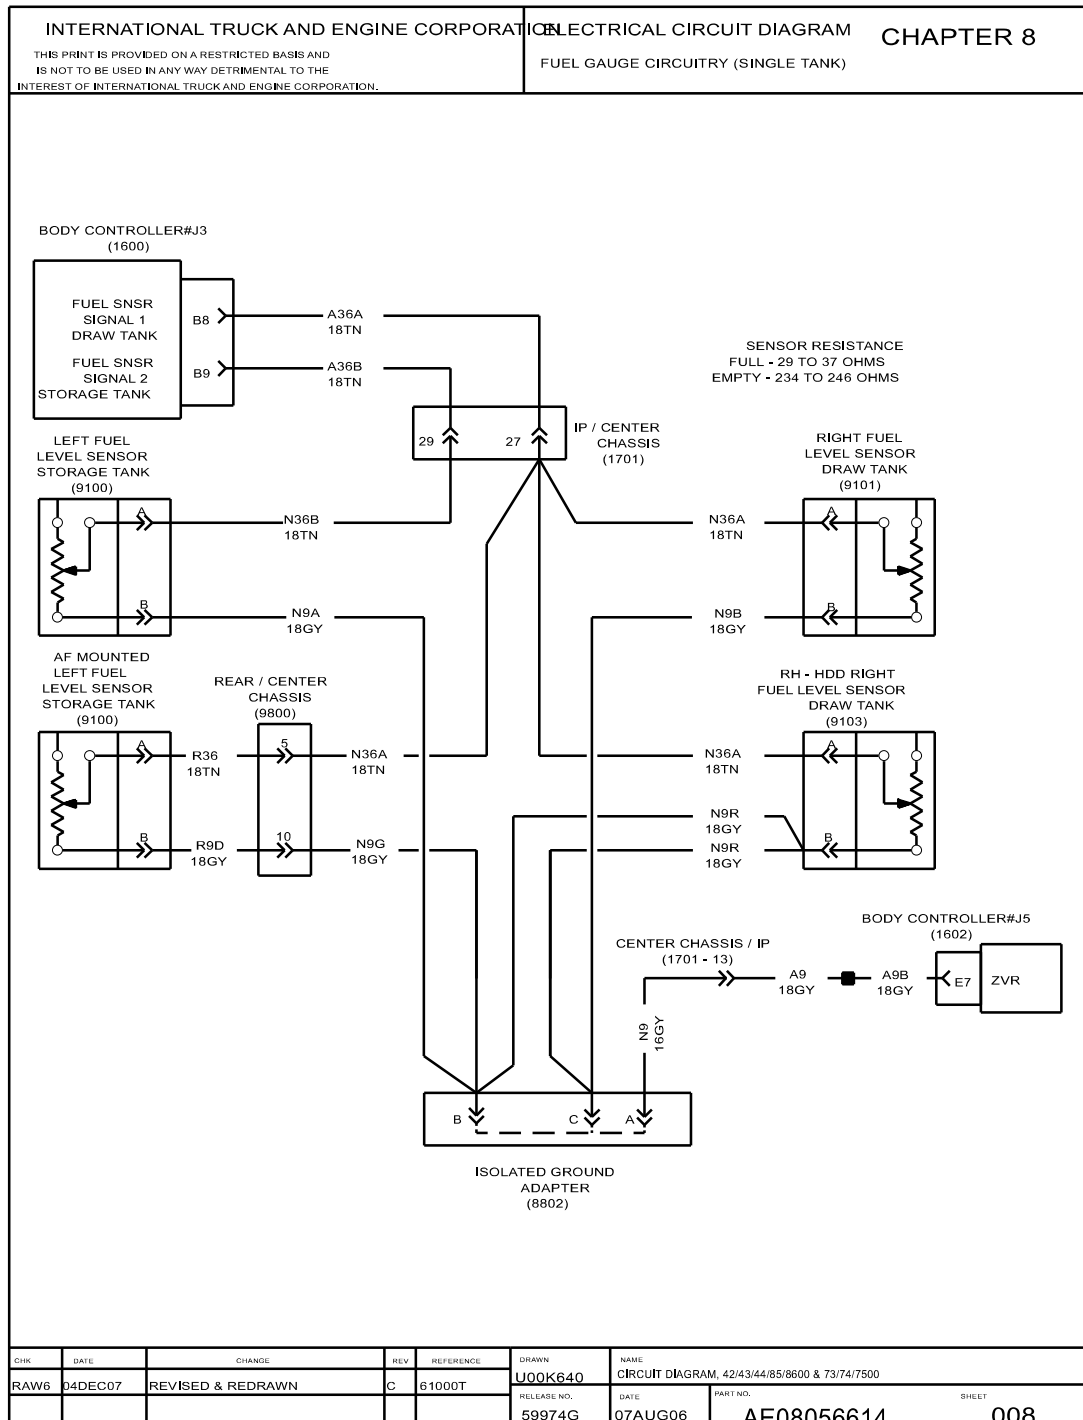 INTERNATIONAL TRUCK AND ENGINE CORPORATION
THIS PRINT IS PROVIDED ON A RESTRICTED BASIS AND
IS NOT TO BE USED IN ANY WAY DETRIMENTAL TO THE
INTEREST OF INTERNATIONAL TRUCK AND ENGINE CORPORATION.
ELECTRICAL CIRCUIT DIAGRAM
FUEL GAUGE CIRCUITRY (SINGLE TANK)
CHAPTER 8
BODY CONTROLLER#J3
(1600)
FUEL SNSR
SIGNAL 1
DRAW TANK
B8
A36A
18TN
FUEL SNSR
SIGNAL 2
STORAGE TANK
B9
A36B
18TN
SENSOR RESISTANCE
FULL - 29 TO 37 OHMS
EMPTY - 234 TO 246 OHMS
29
27
IP / CENTER
CHASSIS
(1701)
LEFT FUEL
LEVEL SENSOR
STORAGE TANK
(9100)
A
N36B
18TN
B
N9A
18GY
RIGHT FUEL
LEVEL SENSOR
DRAW TANK
(9101)
N36A
18TN
A
N9B
18GY
B
AF MOUNTED
LEFT FUEL
LEVEL SENSOR
STORAGE TANK
(9100)
REAR / CENTER
CHASSIS
(9800)
A
R36
18TN
5
N36A
18TN
B
R9D
18GY
10
N9G
18GY
RH - HDD RIGHT
FUEL LEVEL SENSOR
DRAW TANK
(9103)
N36A
18TN
A
N9R
18GY
N9R
18GY
B
BODY CONTROLLER#J5
(1602)
CENTER CHASSIS / IP
(1701 - 13)
A9
18GY
A9B
18GY
E7
ZVR
N9
16GY
B
C
A
ISOLATED GROUND
ADAPTER
(8802)
CHK
DATE
CHANGE
REV
REFERENCE
RAW6
04DEC07
REVISED & REDRAWN
C
61000T
DRAWN
U00K640
NAME
CIRCUIT DIAGRAM, 42/43/44/85/8600 & 73/74/7500
RELEASE NO.
59974G
DATE
07AUG06
PART NO.
AE08056614
SHEET
008